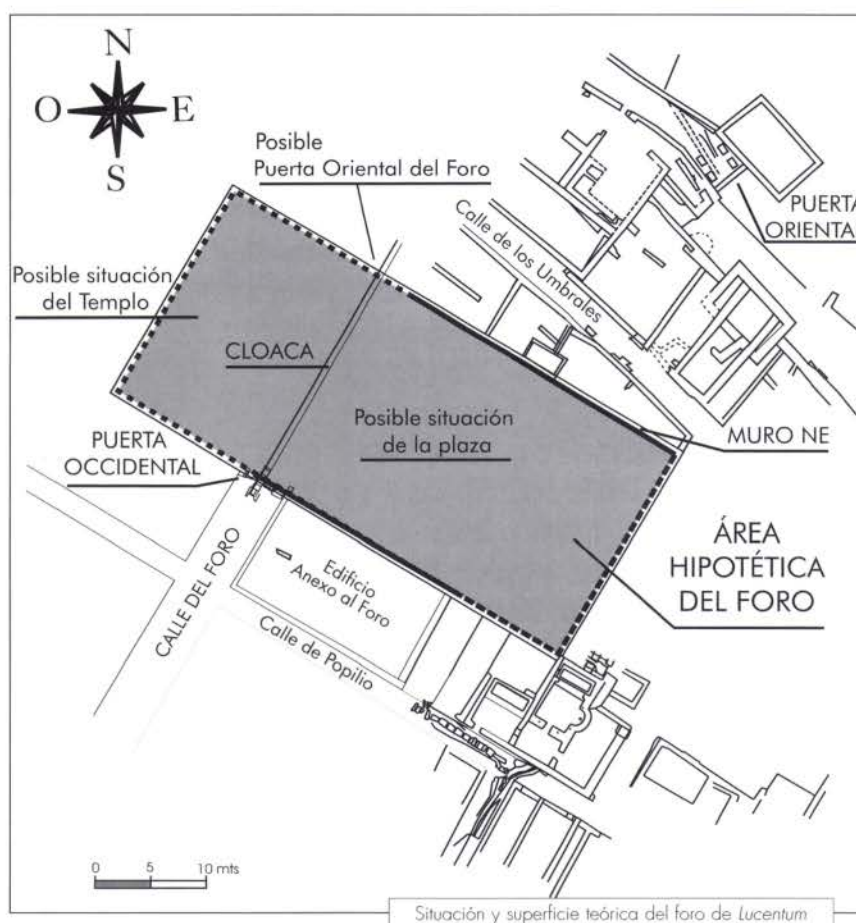 N
O
E
S
Posible
Puerta Oriental del Foro
PUERTA
ORIENTAL
Calle de los Umbrales
Posible situación
del Templo
CLOACA
Posible situación
de la plaza
MURO NE
PUERTA
OCCIDENTAL
ÁREA
HIPOTÉTICA
DEL FORO
Edificio
Anexo al Foro
CALLE DEL FORO
Calle de Popilio
0 5 10 mts
Situación y superficie teórica del foro de Lucentum